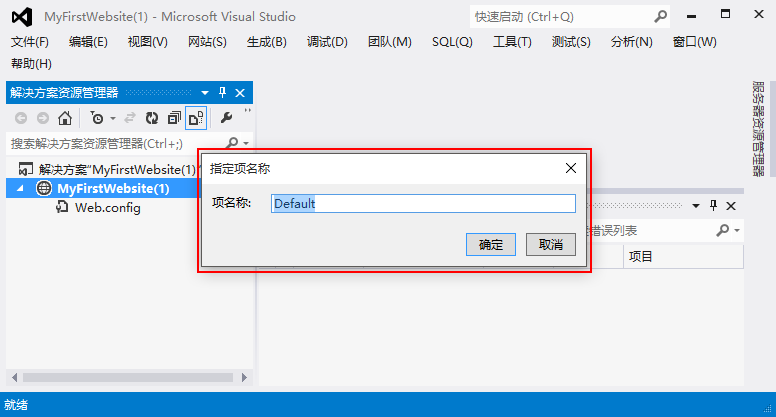 MyFirstWebsite(1) - Microsoft Visual Studio
快速启动 (Ctrl+Q)
文件(F) 编辑(E) 视图(V) 网站(S) 生成(B) 调试(D) 团队(M) SQL(Q) 工具(T) 测试(S) 分析(N) 窗口(W)
帮助(H)
解决方案资源管理器
搜索解决方案资源管理器(Ctrl+;)
解决方案"MyFirstWebsite(1)
MyFirstWebsite(1)
Web.config
指定项名称
项名称:
Default
确定 取消
错误列表
项目
服务器资源管理器
就绪